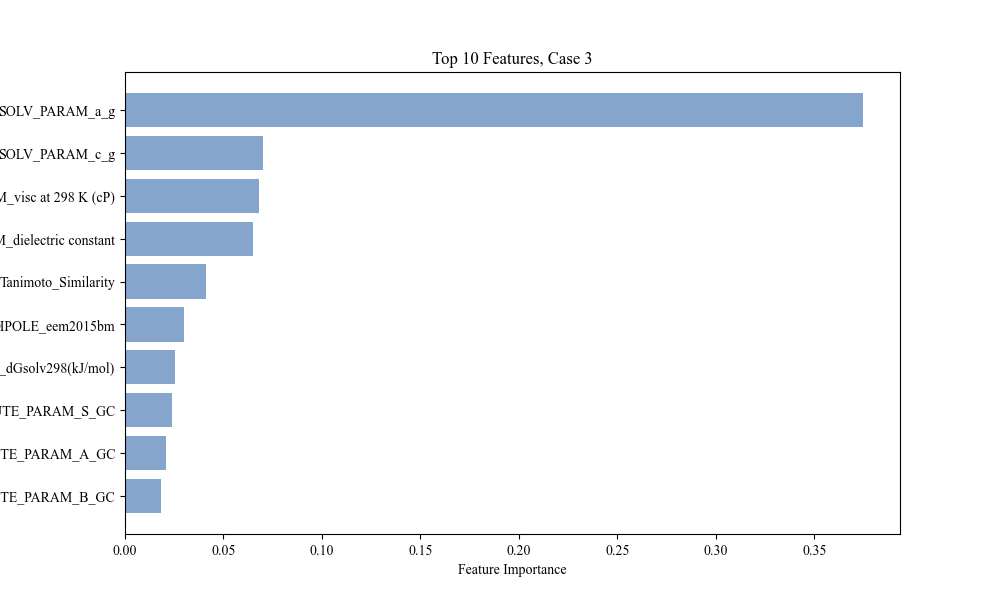 Top 10 Features, Case 3
SOLV_PARAM_a_g
SOLV_PARAM_c_g
M_visc at 298 K (cP)
M_dielectric constant
Tanimoto_Similarity
IPOLE_eem2015bm
_dGsolv298(kJ/mol)
UTE_PARAM_S_GC
TE_PARAM_A_GC
TE_PARAM_B_GC
0.00 0.05 0.10 0.15 0.20 0.25 0.30 0.35
Feature Importance